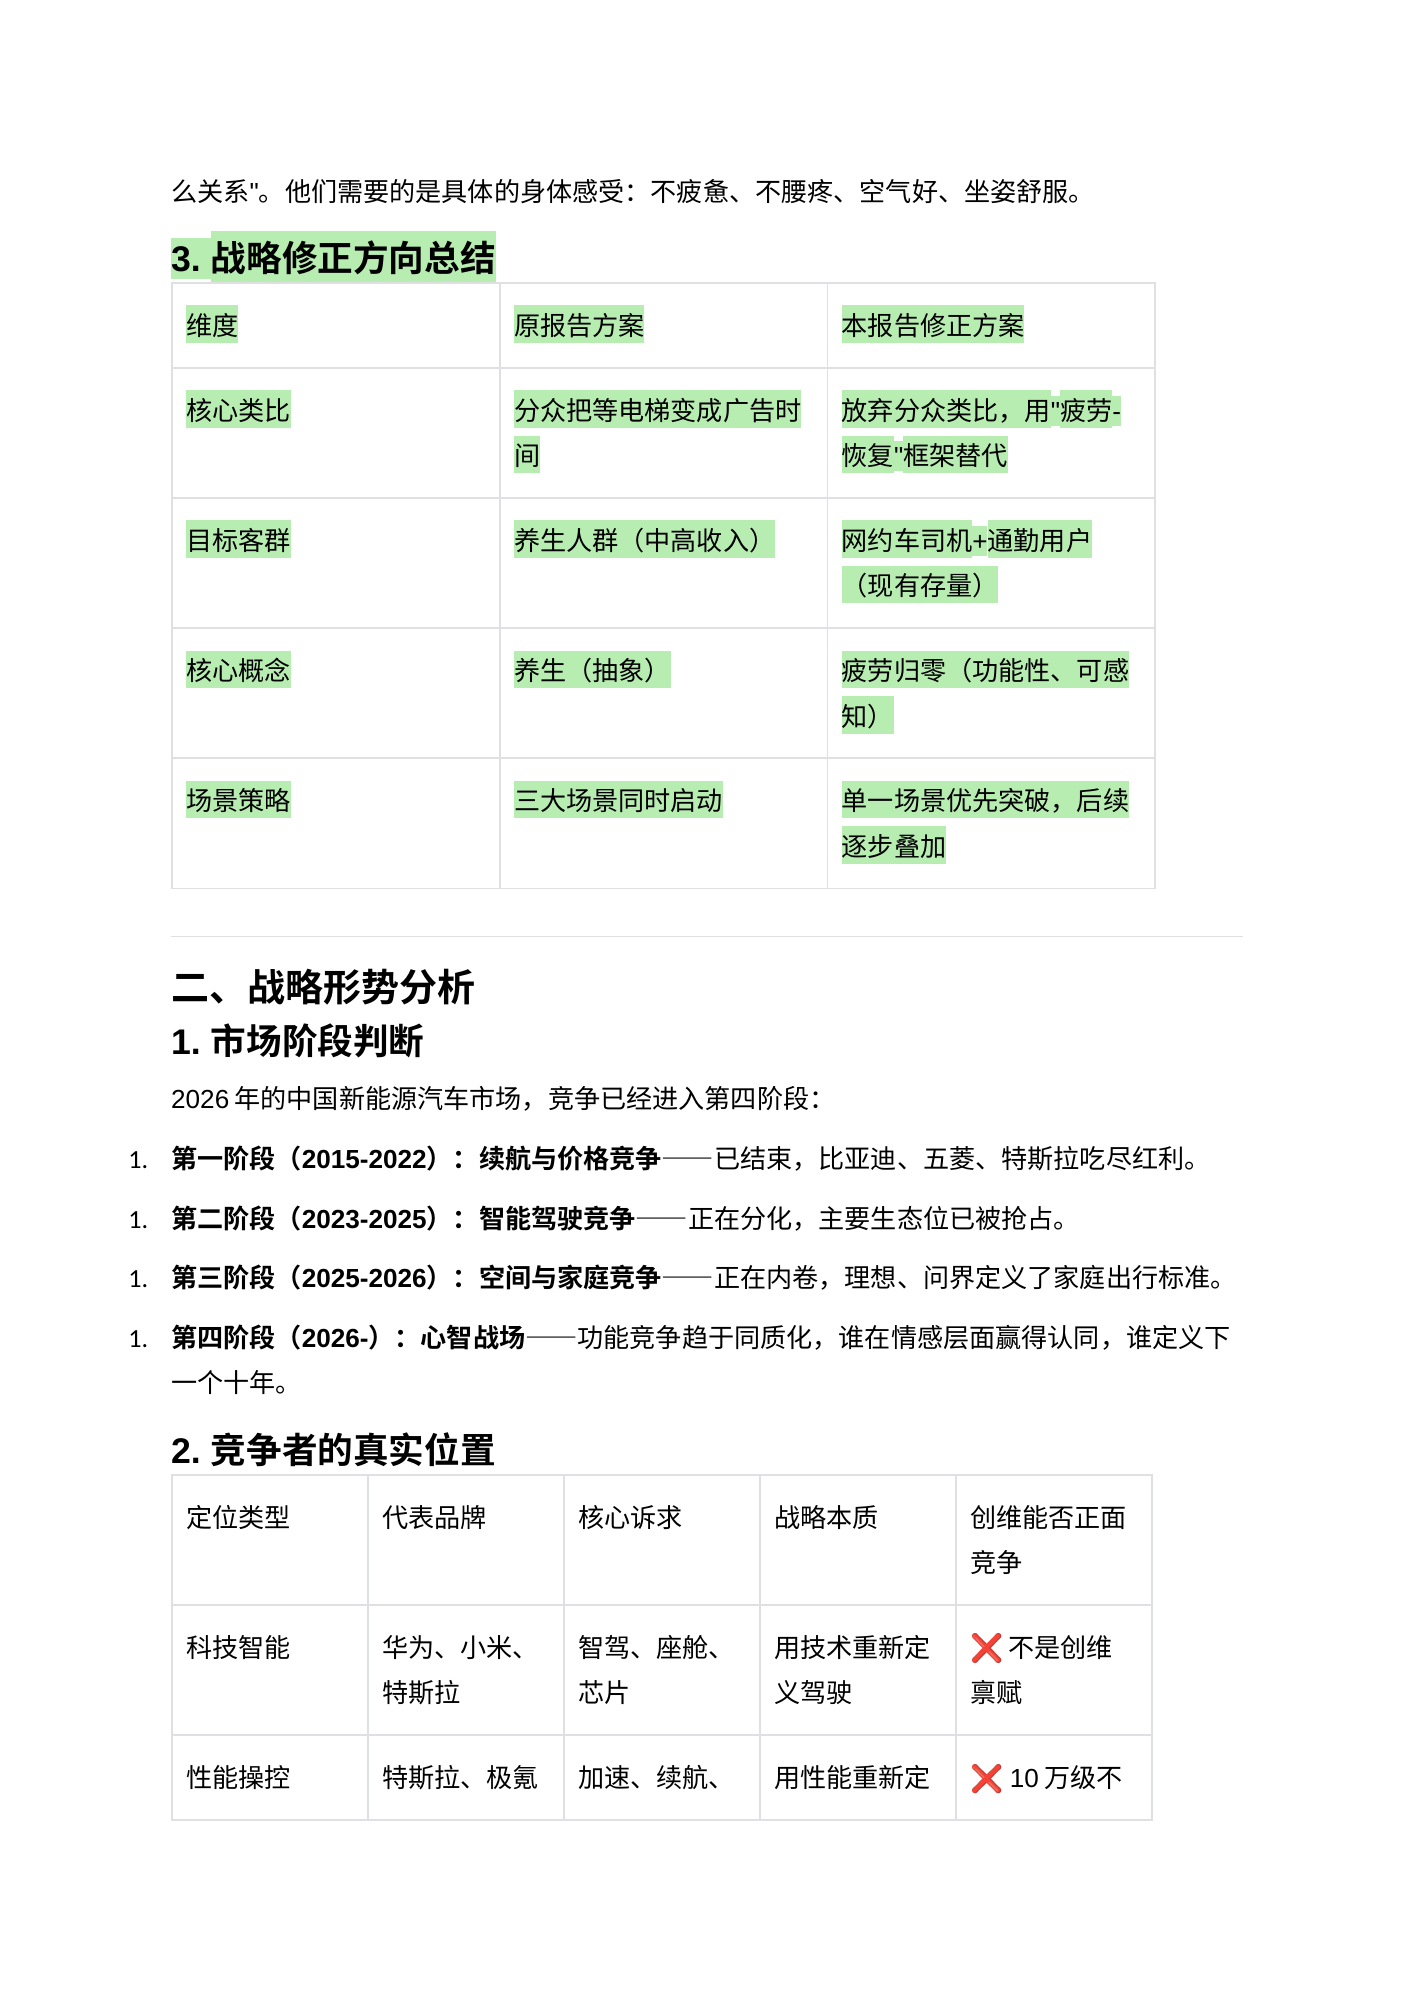 么关系"。他们需要的是具体的身体感受：不疲惫、不腰疼、空气好、坐姿舒服。
3. 战略修正方向总结
维度 原报告方案 本报告修正方案
核心类比 分众把等电梯变成广告时 放弃分众类比，用"疲劳-
间 恢复"框架替代
目标客群 养生人群（中高收入） 网约车司机+通勤用户
（现有存量）
核心概念 养生（抽象） 疲劳归零（功能性、可感
知）
场景策略 三大场景同时启动 单一场景优先突破，后续
逐步叠加
二、战略形势分析
1. 市场阶段判断
2026 年的中国新能源汽车市场，竞争已经进入第四阶段：
1. 第一阶段（2015-2022）：续航与价格竞争——已结束，比亚迪、五菱、特斯拉吃尽红利。
1. 第二阶段（2023-2025）：智能驾驶竞争——正在分化，主要生态位已被抢占。
1. 第三阶段（2025-2026）：空间与家庭竞争——正在内卷，理想、问界定义了家庭出行标准。
1. 第四阶段（2026-）：心智战场——功能竞争趋于同质化，谁在情感层面赢得认同，谁定义下
一个十年。
2. 竞争者的真实位置
定位类型 代表品牌 核心诉求 战略本质 创维能否正面
竞争
科技智能 华为、小米、 智驾、座舱、 用技术重新定 ❌ 不是创维
特斯拉 芯片 义驾驶 禀赋
性能操控 特斯拉、极氪 加速、续航、 用性能重新定 ❌ 10 万级不